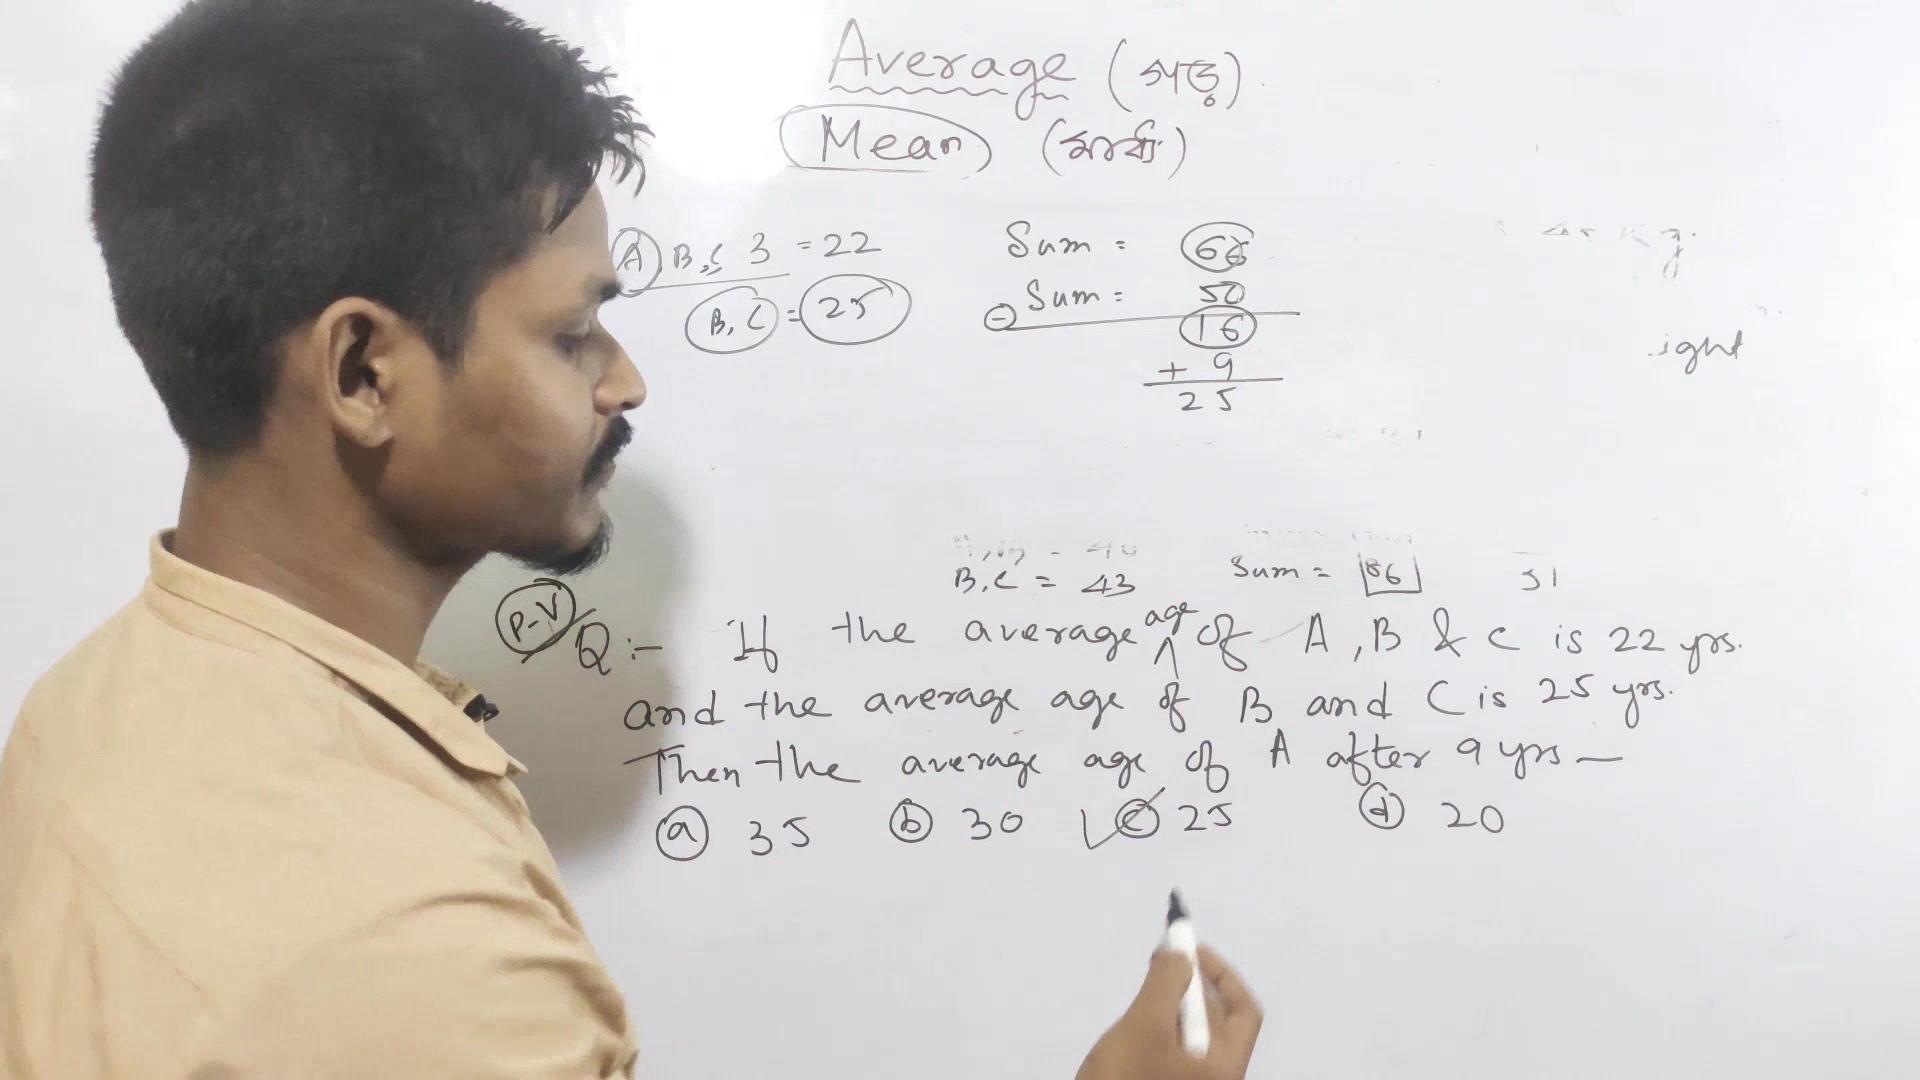 Average (গড়)
Mean (মধ্য)
A B, C 3 = 22
B, C = 25
Sum = 66
Sum = 50
16
+ 9
25
B, C = 43 Sum = 86 51
P-V
Q:- If the average age of A, B & C is 22 yrs.
and the average age of B and C is 25 yrs.
Then the average age of A after 9 yrs —
(a) 35 (b) 30 (c) 25 (d) 20